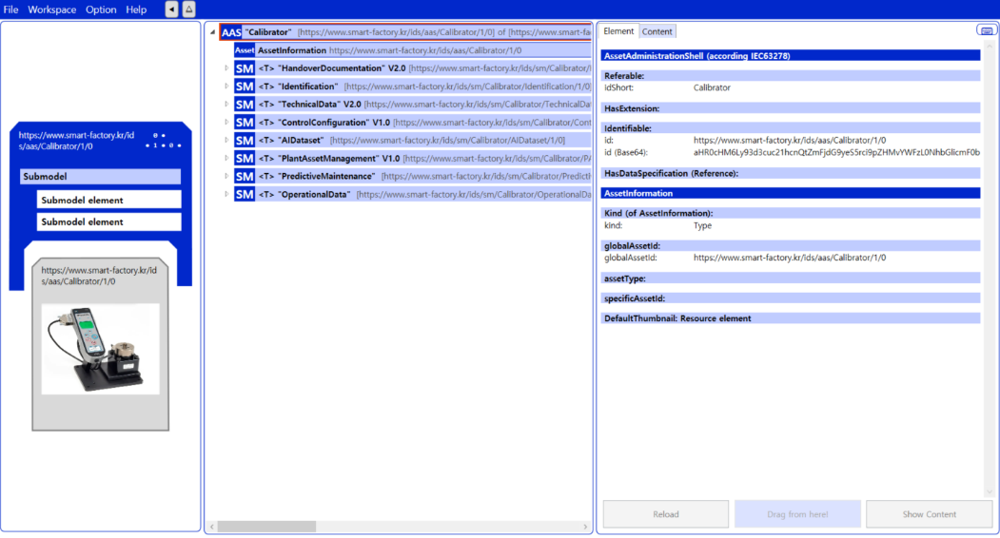 File Workspace Option Help
https://www.smart-factory.kr/id
s/aas/Calibrator/1/0
Submodel
Submodel element
Submodel element
https://www.smart-factory.kr/id
s/aas/Calibrator/1/0
AAS "Calibrator" [https://www.smart-factory.kr/ids/aas/Calibrator/1/0] of [https://www.smart-fa
Asset AssetInformation https://www.smart-factory.kr/ids/aas/Calibrator/1/0
SM <T> "HandoverDocumentation" V2.0 [https://www.smart-factory.kr/ids/sm/Calibrator/
SM <T> "Identification" [https://www.smart-factory.kr/ids/sm/Calibrator/Identification/1/0]
SM <T> "TechnicalData" V2.0 [https://www.smart-factory.kr/ids/sm/Calibrator/TechnicalData
SM <T> "ControlConfiguration" V1.0 [https://www.smart-factory.kr/ids/sm/Calibrator/Cont
SM <T> "AIDataset" [https://www.smart-factory.kr/ids/sm/Calibrator/AIDataset/1/0]
SM <T> "PlantAssetManagement" V1.0 [https://www.smart-factory.kr/ids/sm/Calibrator/PA
SM <T> "PredictiveMaintenance" [https://www.smart-factory.kr/ids/sm/Calibrator/Predicti
SM <T> "OperationalData" [https://www.smart-factory.kr/ids/sm/Calibrator/OperationalDa
Element Content
AssetAdministrationShell (according IEC63278)
Referable:
idShort: Calibrator
HasExtension:
Identifiable:
id: https://www.smart-factory.kr/ids/aas/Calibrator/1/0
id (Base64):
HasDataSpecification (Reference):
AssetInformation
Kind (of AssetInformation):
kind: Type
globalAssetId:
globalAssetId: https://www.smart-factory.kr/ids/aas/Calibrator/1/0
assetType:
specificAssetId:
DefaultThumbnail: Resource element
Reload Drag from here! Show Content